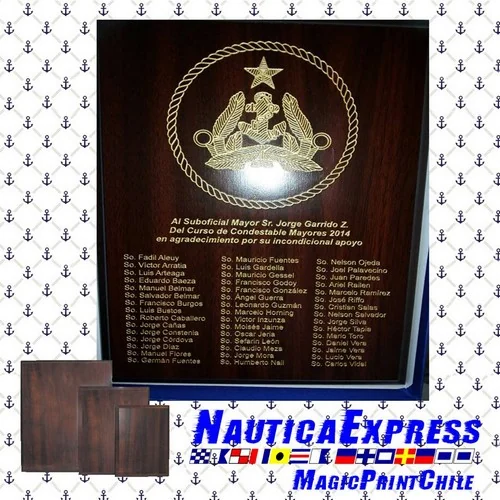 Al Suboficial Mayor Sr. Jorge Garrido Z.
Del Curso de Condestable Mayores 2014
en agradecimiento por su incondicional apoyo
So. Fadil Aleuy
So. Víctor Arratia
So. Luis Arteaga
So. Eduardo Baeza
So. Manuel Belmar
So. Salvador Belmar
So. Francisco Burgos
So. Luis Bustos
So. Roberto Caballero
So. Jorge Cañas
So. Jorge Conetenla
So. Jorge Córdova
So. Jorge Díaz
So. Manuel Flores
So. Germán Fuentes
So. Mauricio Fuentes
So. Luis Gardella
So. Mauricio Gessel
So. Francisco Godoy
So. Francisco González
So. Ángel Guerra
So. Leonardo Guzmán
So. Marcelo Horning
So. Víctor Inzunza
So. Moisés Jaime
So. Oscar Jeria
So. Sefarín León
So. Claudio Meza
So. Jorge Mora
So. Humberto Nail
So. Nelson Ojeda
So. Joel Palavecino
So. Juan Paredes
So. Ariel Railen
So. Marcelo Ramírez
So. José Riffo
So. Cristian Salas
So. Nelson Salvador
So. Jorge Silva
So. Héctor Tapia
So. Mario Toro
So. Daniel Vera
So. Jaime Vera
So. Lucio Vera
So. Carlos Vidal
NauticaExpress
MagicPrintChile